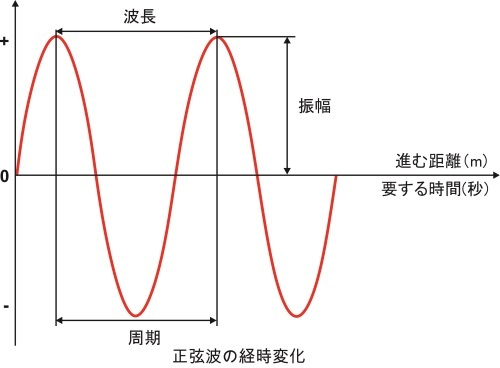 波長
+
振幅
0
進む距離(m)
要する時間(秒)
-
周期
正弦波の経時変化